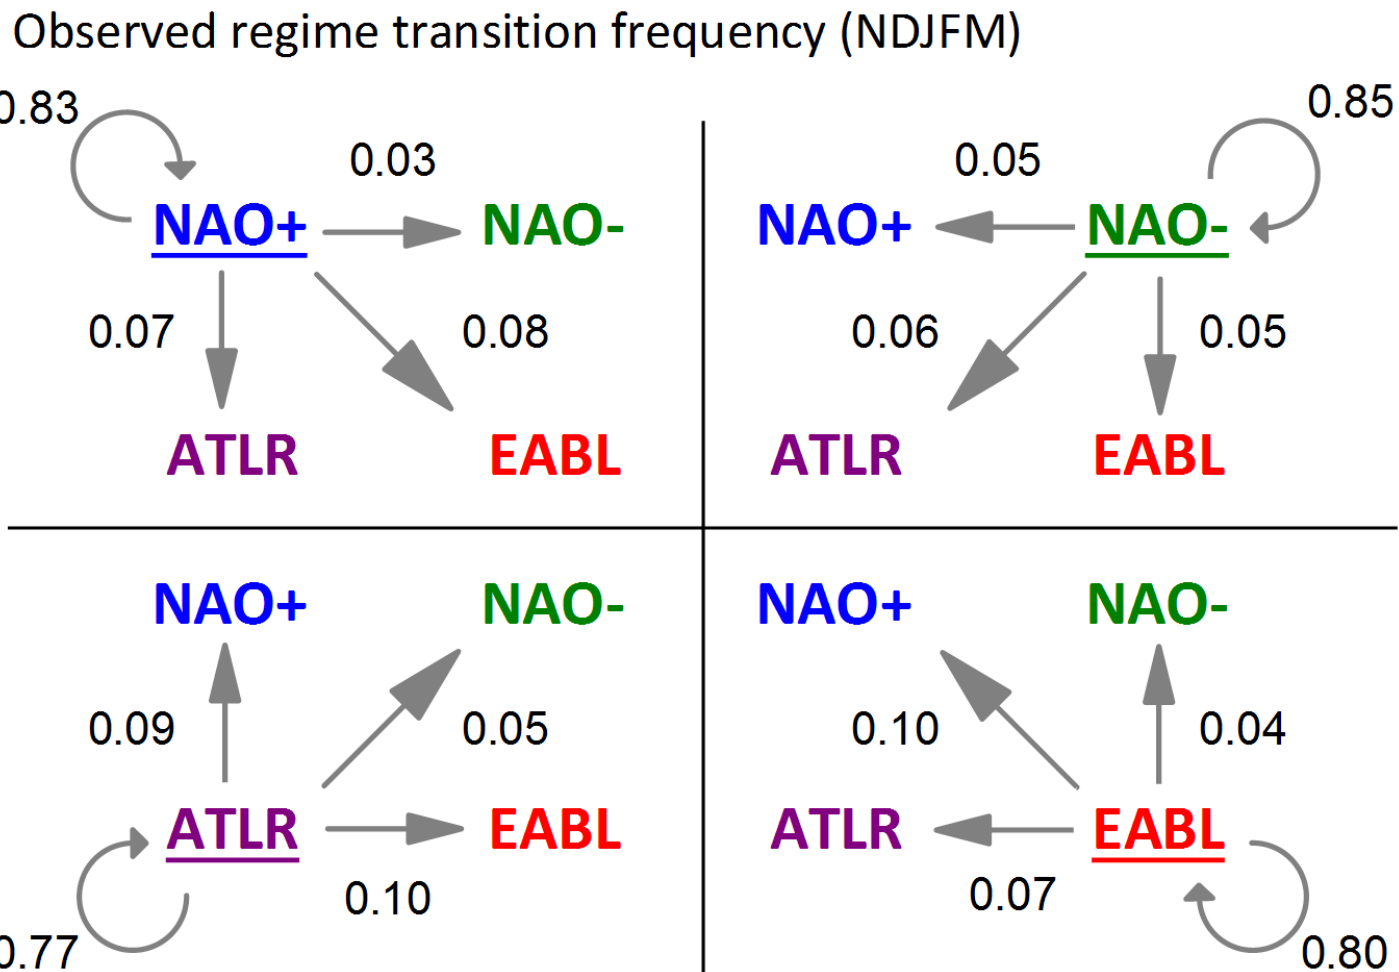 Observed regime transition frequency (NDJFM)
0.83
0.03
NAO+ NAO-
0.07 0.08
ATLR EABL
0.85
0.05
NAO+ NAO-
0.06 0.05
ATLR EABL
NAO+ NAO-
0.09 0.05
ATLR EABL
0.10
0.77
NAO+ NAO-
0.10 0.04
ATLR EABL
0.07
0.80